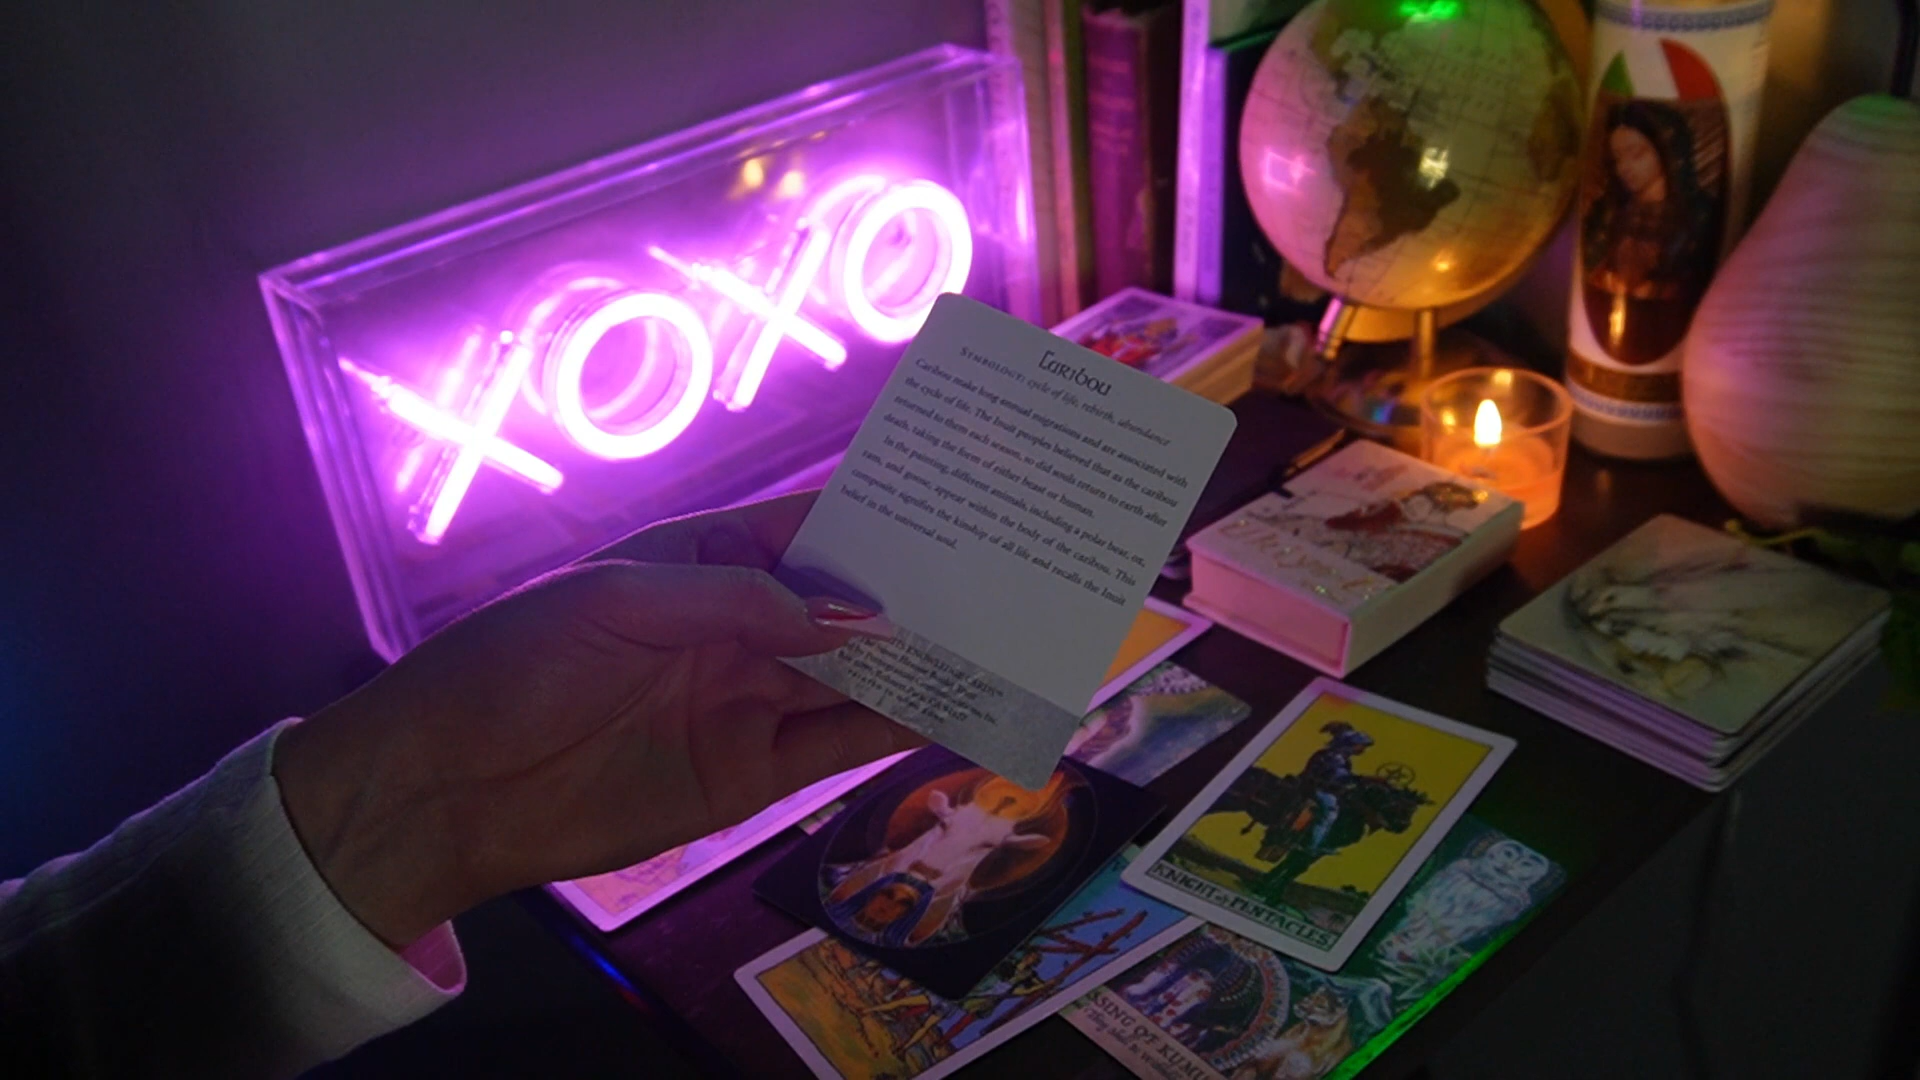 XOXO
Caribou
Symbology: cycle of life, rebirth, abundance
Caribou make long annual migrations and are associated with
the cycle of life. The Inuit peoples believed that as the caribou
returned to them each season, so did souls return to earth after
death, taking the form of either beast or human.
In the painting, different animals, including a polar bear, ox,
ram, and goose, appear within the body of the caribou. This
composite signifies the kinship of all life and recalls the Inuit
belief in the universal soul.
KNOWLEDGE CARDS
KNIGHT of PENTACLES.